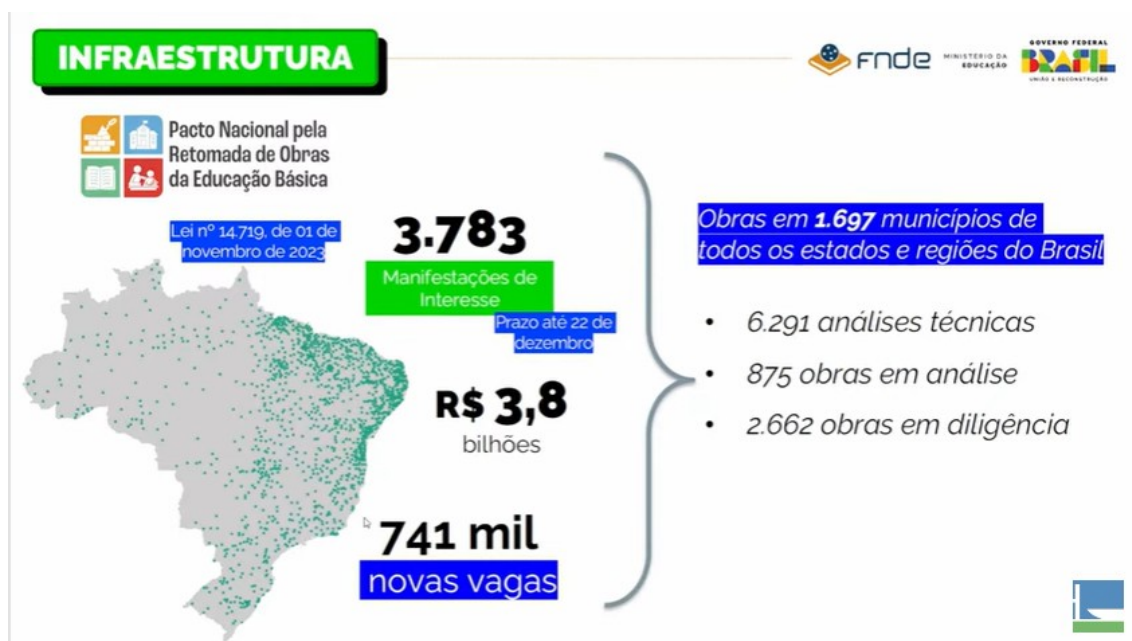 INFRAESTRUTURA
fnde
MINISTÉRIO DA
EDUCAÇÃO
GOVERNO FEDERAL
BRASIL
UNIÃO E RECONSTRUÇÃO
Pacto Nacional pela
Retomada de Obras
da Educação Básica
Lei nº 14.719, de 01 de
novembro de 2023
3.783
Manifestações de
Interesse
Prazo até 22 de
dezembro
R$ 3,8
bilhões
741 mil
novas vagas
Obras em 1.697 municípios de
todos os estados e regiões do Brasil
• 6.291 análises técnicas
• 875 obras em análise
• 2.662 obras em diligência